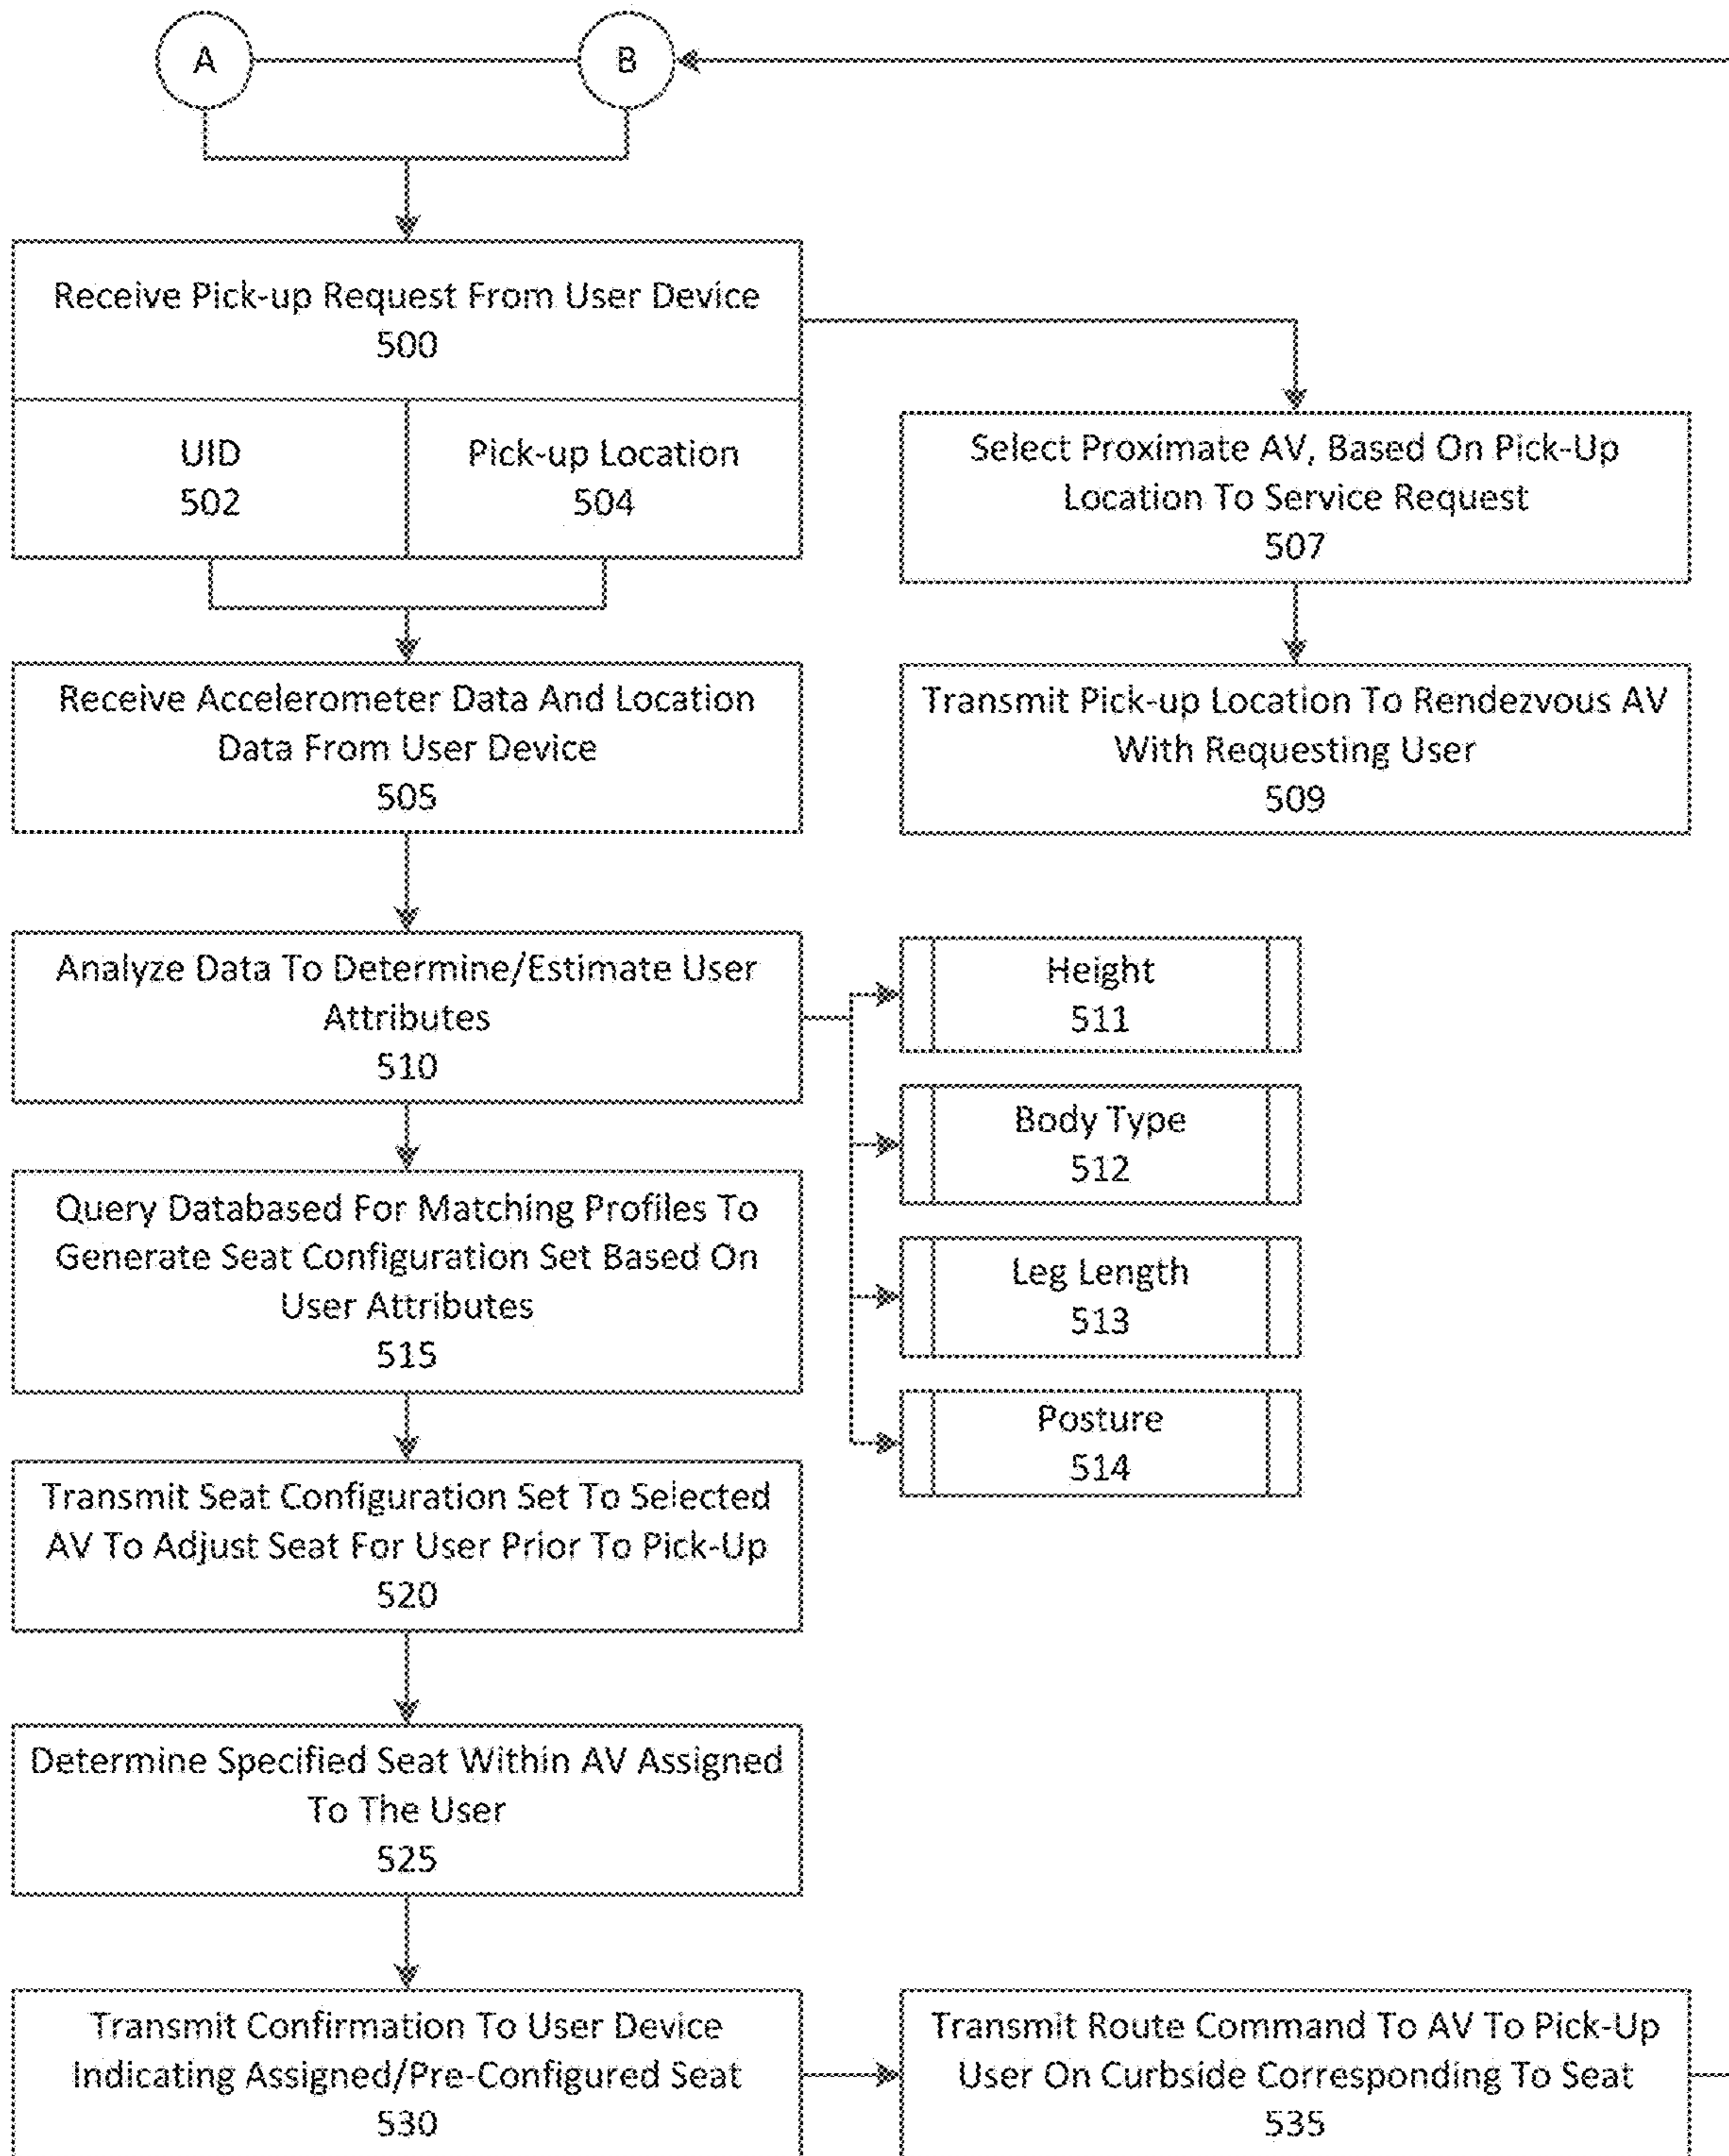 A
B
Receive Pick-up Request From User Device
500
UID
502
Pick-up Location
504
Select Proximate AV, Based On Pick-Up
Location To Service Request
507
Receive Accelerometer Data And Location
Data From User Device
505
Transmit Pick-up Location To Rendezvous AV
With Requesting User
509
Analyze Data To Determine/Estimate User
Attributes
510
Height
511
Body Type
512
Leg Length
513
Posture
514
Query Databased For Matching Profiles To
Generate Seat Configuration Set Based On
User Attributes
515
Transmit Seat Configuration Set To Selected
AV To Adjust Seat For User Prior To Pick-Up
520
Determine Specified Seat Within AV Assigned
To The User
525
Transmit Confirmation To User Device
Indicating Assigned/Pre-Configured Seat
530
Transmit Route Command To AV To Pick-Up
User On Curbside Corresponding To Seat
535